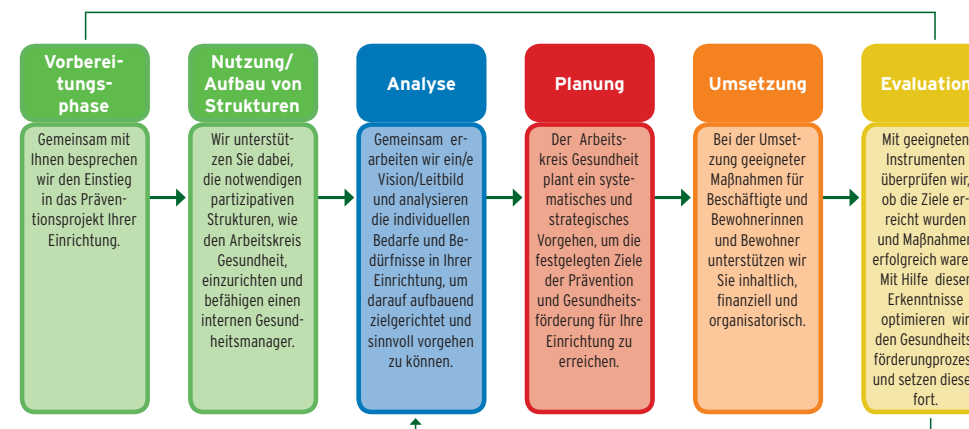 Vorberei-
tungs-
phase
Gemeinsam mit
Ihnen besprechen
wir den Einstieg
in das Präven-
tionsprojekt Ihrer
Einrichtung.
Nutzung/
Aufbau von
Strukturen
Wir unterstüt-
zen Sie dabei,
die notwendigen
partizipativen
Strukturen, wie
den Arbeitskreis
Gesundheit,
einzurichten und
befähigen einen
internen Gesund-
heitsmanager.
Analyse
Gemeinsam er-
arbeiten wir ein/e
Vision/Leitbild
und analysieren
die individuellen
Bedarfe und Be-
dürfnisse in Ihrer
Einrichtung, um
darauf aufbauend
zielgerichtet und
sinnvoll vorgehen
zu können.
Planung
Der Arbeits-
kreis Gesundheit
plant ein syste-
matisches und
strategisches
Vorgehen, um die
festgelegten Ziele
der Prävention
und Gesundheits-
förderung für Ihre
Einrichtung zu
erreichen.
Umsetzung
Bei der Umset-
zung geeigneter
Maßnahmen für
Beschäftigte und
Bewohnerinnen
und Bewohner
unterstützen wir
Sie inhaltlich,
finanziell und
organisatorisch.
Evaluation
Mit geeigneten
Instrumenten
überprüfen wir,
ob die Ziele er-
reicht wurden
und Maßnahmen
erfolgreich ware
Mit Hilfe dieser
Erkenntnisse
optimieren wir
den Gesundheits
förderungprozes
und setzen diese
fort.